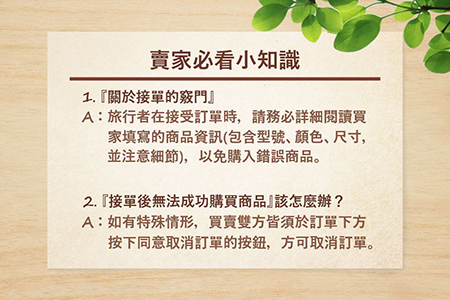 賣家必看小知識
1.『關於接單的竅門』
A：旅行者在接受訂單時，請務必詳細閱讀買
家填寫的商品資訊(包含型號、顏色、尺寸，
並注意細節)，以免購入錯誤商品。
2.『接單後無法成功購買商品』該怎麼辦？
A：如有特殊情形，買賣雙方皆須於訂單下方
按下同意取消訂單的按鈕，方可取消訂單。